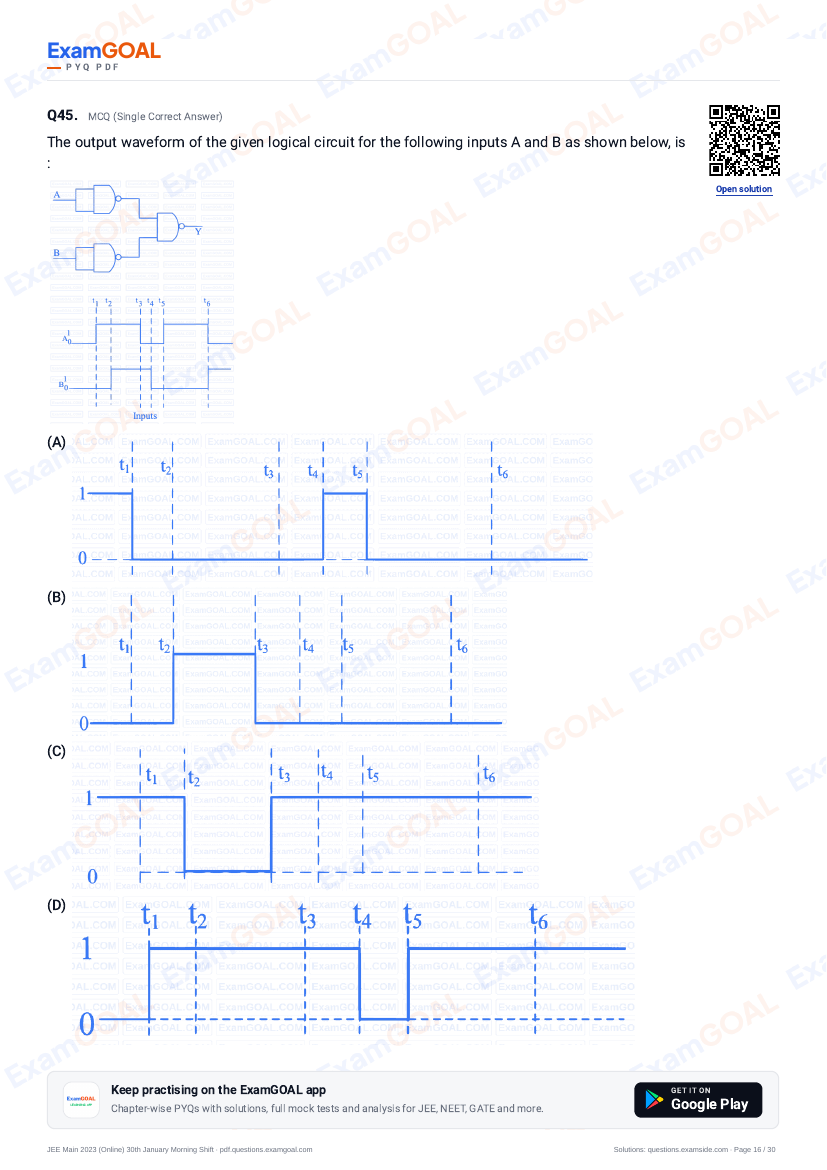 ExamGOAL
PYQ PDF
Q45. MCQ (Single Correct Answer)
The output waveform of the given logical circuit for the following inputs A and B as shown below, is
:
Open solution
A
B
Y
t1 t2 t3 t4 t5 t6
A 1
0
B 1
0
Inputs
(A)
t1 t2 t3 t4 t5 t6
1
0
(B)
t1 t2 t3 t4 t5 t6
1
0
(C)
t1 t2 t3 t4 t5 t6
1
0
(D)
t1 t2 t3 t4 t5 t6
1
0
Keep practising on the ExamGOAL app
Chapter-wise PYQs with solutions, full mock tests and analysis for JEE, NEET, GATE and more.
GET IT ON
Google Play
JEE Main 2023 (Online) 30th January Morning Shift · pdf.questions.examgoal.com
Solutions: questions.examside.com · Page 16 / 30